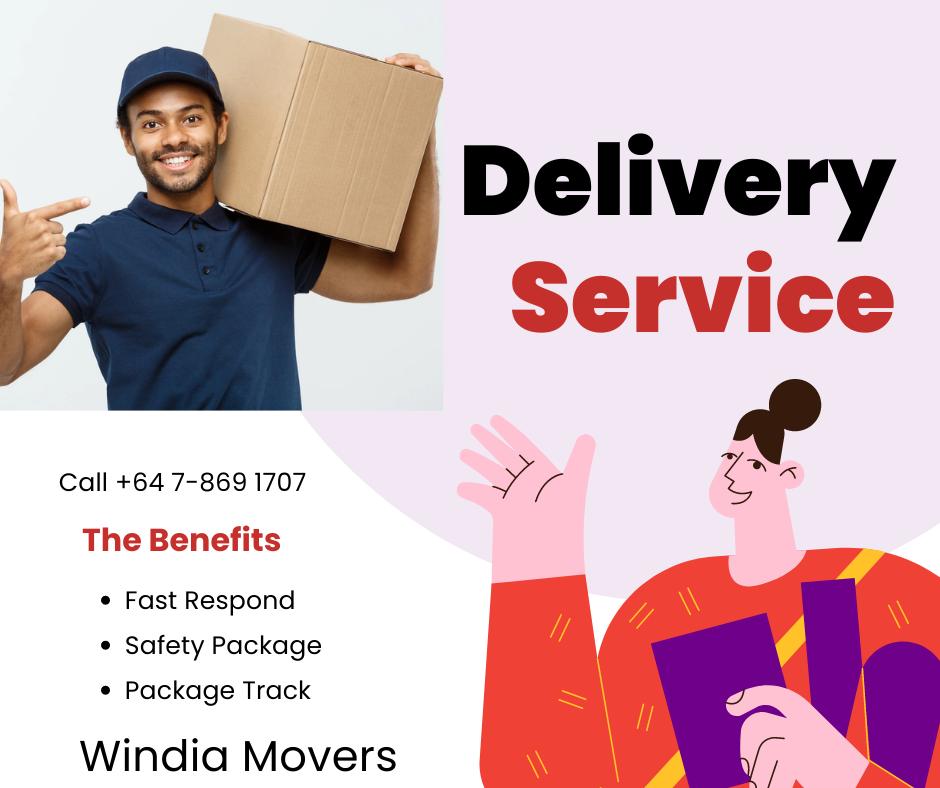 Delivery
Service
Call +64 7-869 1707
The Benefits
• Fast Respond
• Safety Package
• Package Track
Windia Movers